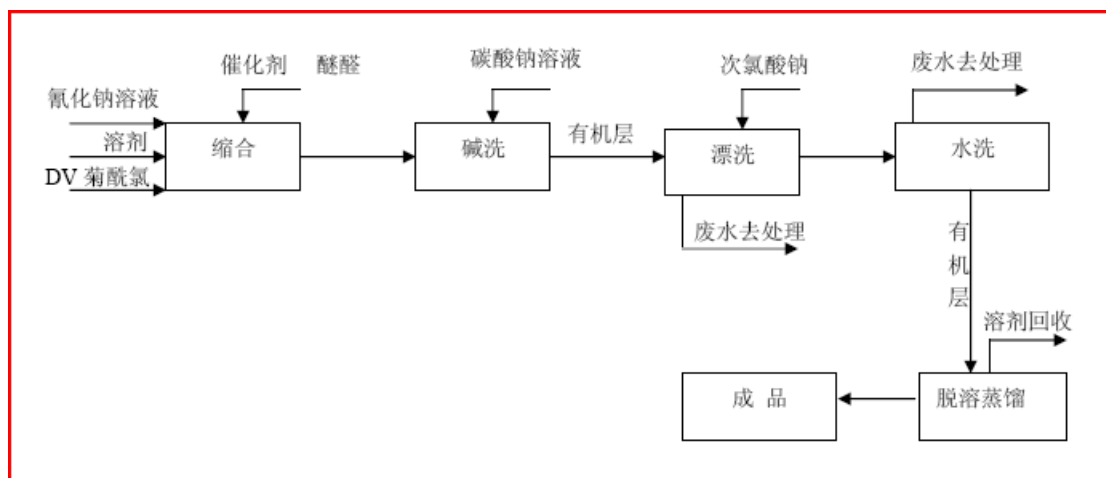 催化剂 醚醛
碳酸钠溶液
次氯酸钠
废水去处理
氰化钠溶液
溶剂
DV 菊酰氯
缩合
碱洗
有机层
漂洗
水洗
废水去处理
有
机
层
溶剂回收
成 品
脱溶蒸馏